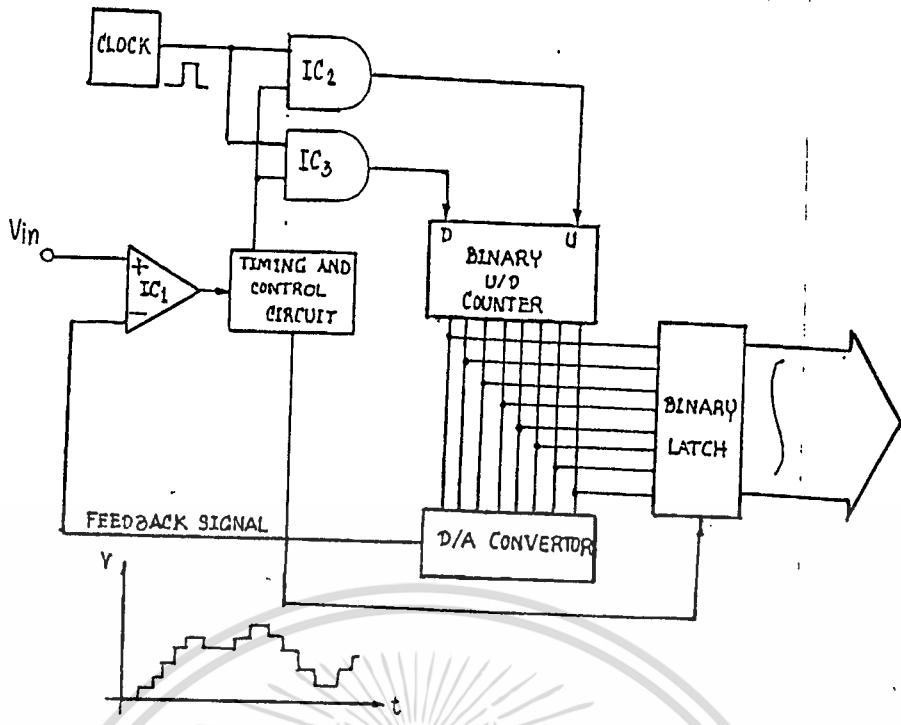 CLOCK
IC2
IC3
Vin
+
IC1
−
TIMING AND
CONTROL
CIRCUIT
D U
BINARY
U/D
COUNTER
BINARY
LATCH
FEEDBACK SIGNAL
D/A CONVERTOR
V
t